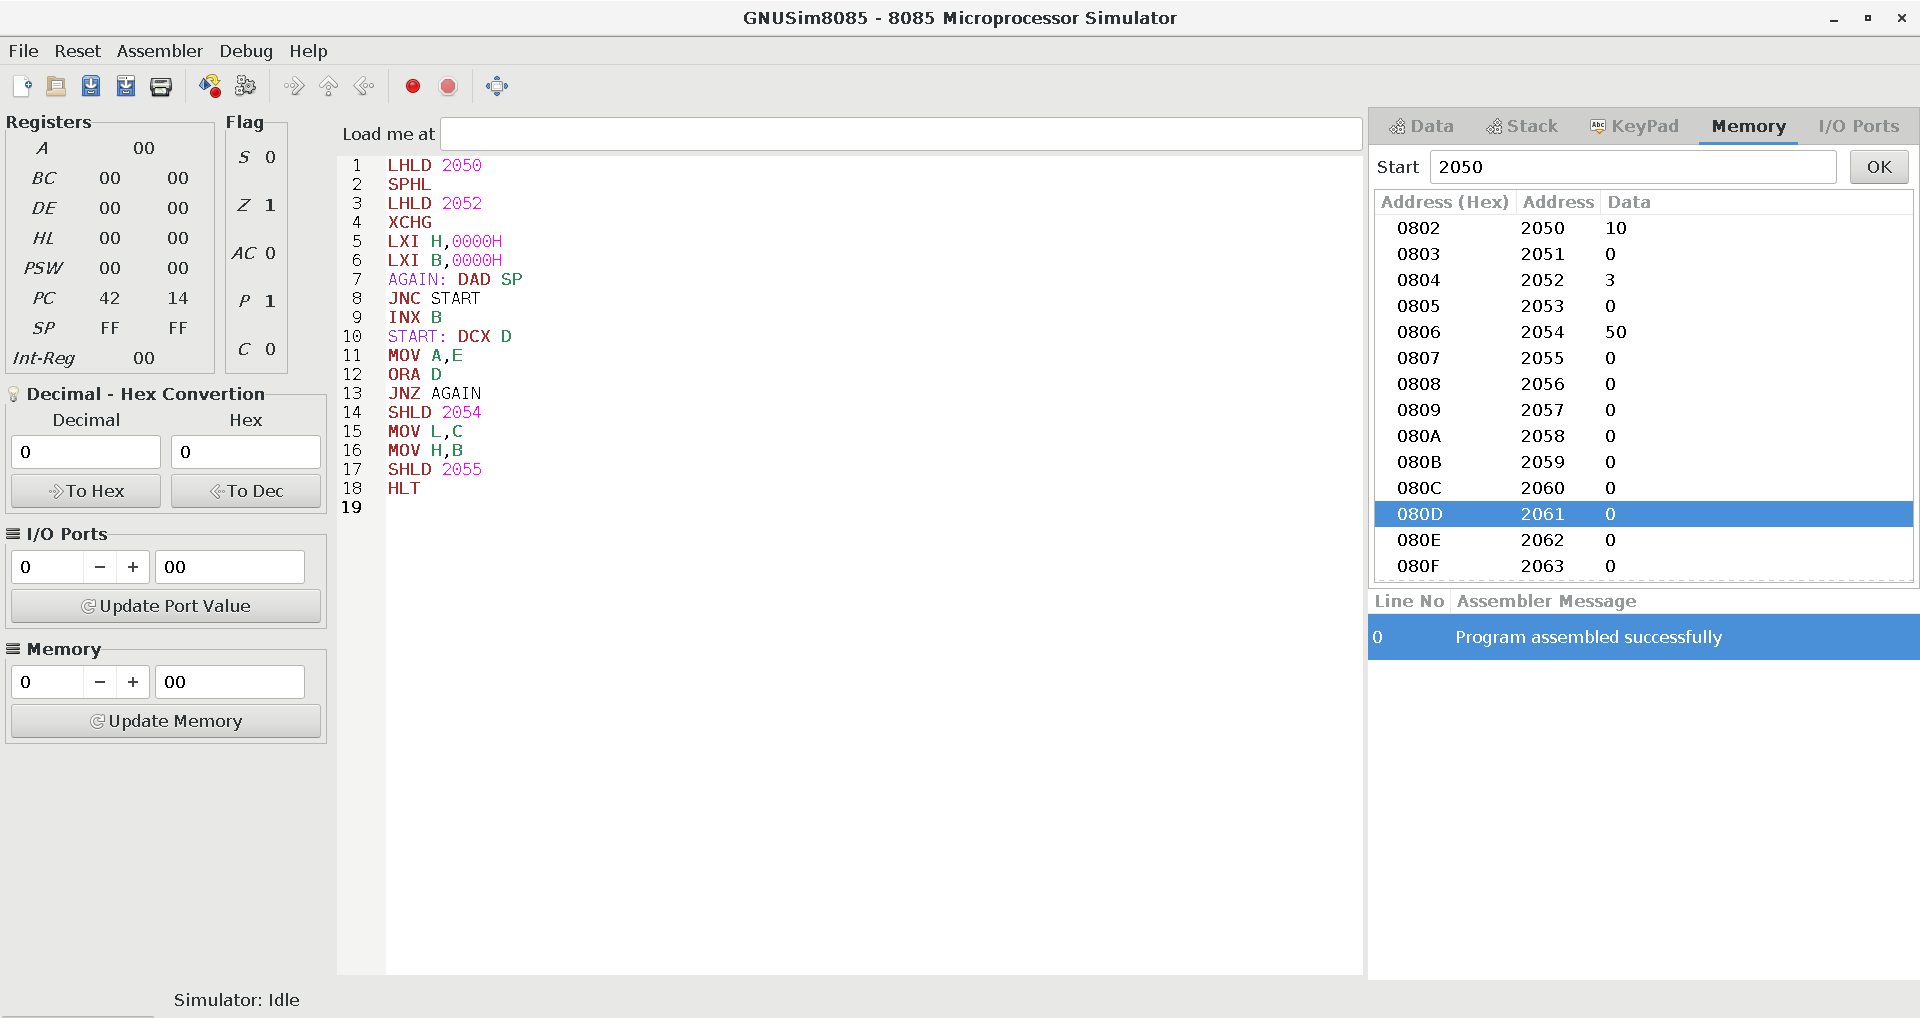 GNUSim8085 - 8085 Microprocessor Simulator
File Reset Assembler Debug Help
Registers
A 00
BC 00 00
DE 00 00
HL 00 00
PSW 00 00
PC 42 14
SP FF FF
Int-Reg 00
Flag
S 0
Z 1
AC 0
P 1
C 0
Decimal - Hex Convertion
Decimal Hex
0 0
To Hex To Dec
I/O Ports
0 − + 00
Update Port Value
Memory
0 − + 00
Update Memory
Load me at
1 LHLD 2050
2 SPHL
3 LHLD 2052
4 XCHG
5 LXI H,0000H
6 LXI B,0000H
7 AGAIN: DAD SP
8 JNC START
9 INX B
10 START: DCX D
11 MOV A,E
12 ORA D
13 JNZ AGAIN
14 SHLD 2054
15 MOV L,C
16 MOV H,B
17 SHLD 2055
18 HLT
19
Data Stack Abc KeyPad Memory I/O Ports
Start 2050 OK
Address (Hex) Address Data
0802 2050 10
0803 2051 0
0804 2052 3
0805 2053 0
0806 2054 50
0807 2055 0
0808 2056 0
0809 2057 0
080A 2058 0
080B 2059 0
080C 2060 0
080D 2061 0
080E 2062 0
080F 2063 0
Line No Assembler Message
0 Program assembled successfully
Simulator: Idle